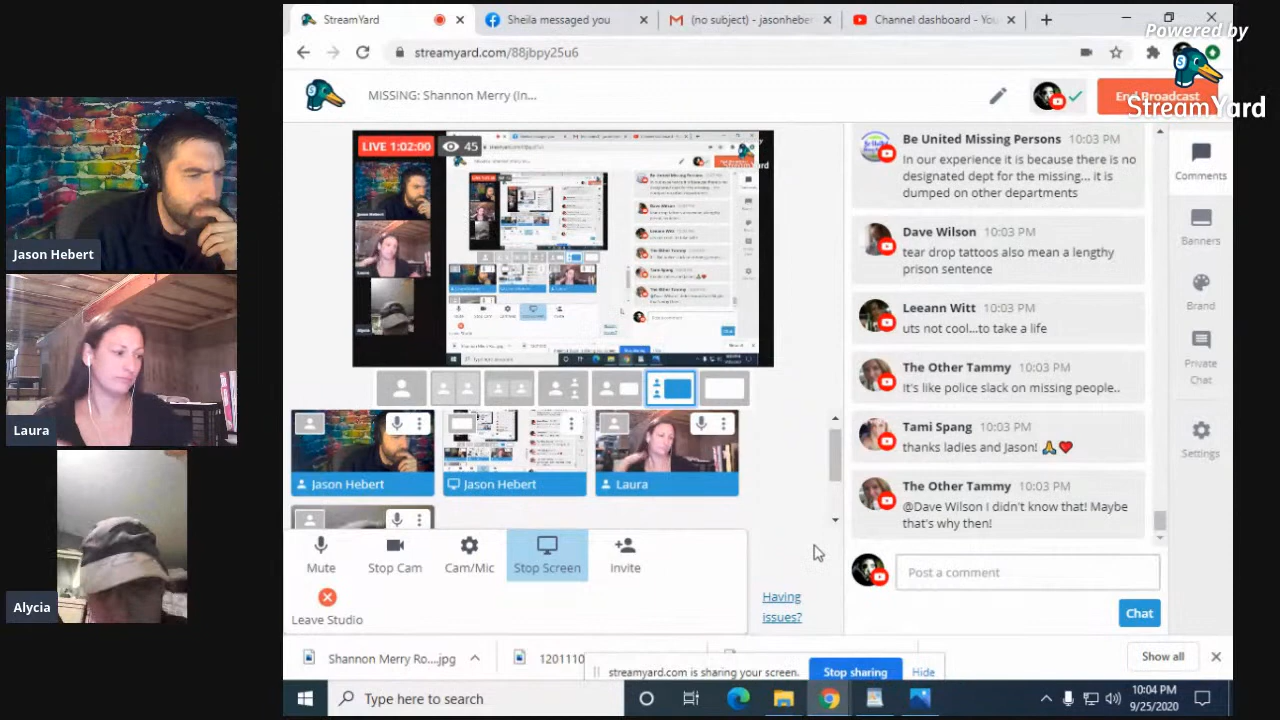 StreamYard
Sheila messaged you
(no subject) - jasonheber
Channel dashboard - You
Powered by
streamyard.com/88jbpy25u6
MISSING: Shannon Merry (In...
End Broadcast
StreamYard
Jason Hebert
Laura
Alycia
LIVE 1:02:00
45
Be United-Missing Persons 10:03 PM
In our experience it is because there is no
designated dept for the missing... it is
dumped on other departments
Dave Wilson 10:03 PM
tear drop tattoos also mean a lengthy
prison sentence
Leeann Witt 10:03 PM
Luts not cool...to take a life
The Other Tammy 10:03 PM
It's like police slack on missing people..
Tami Spang 10:03 PM
thanks ladies and Jason! 🙏❤️
The Other Tammy 10:03 PM
@Dave Wilson I didn't know that! Maybe
that's why then!
Post a comment
Chat
Comments
Banners
Brand
Private
Chat
Settings
Jason Hebert
Jason Hebert
Laura
Mute
Stop Cam
Cam/Mic
Stop Screen
Invite
Leave Studio
Having
issues?
Shannon Merry Ro....jpg
1201110
streamyard.com is sharing your screen.
Stop sharing
Hide
Show all
Type here to search
10:04 PM
9/25/2020